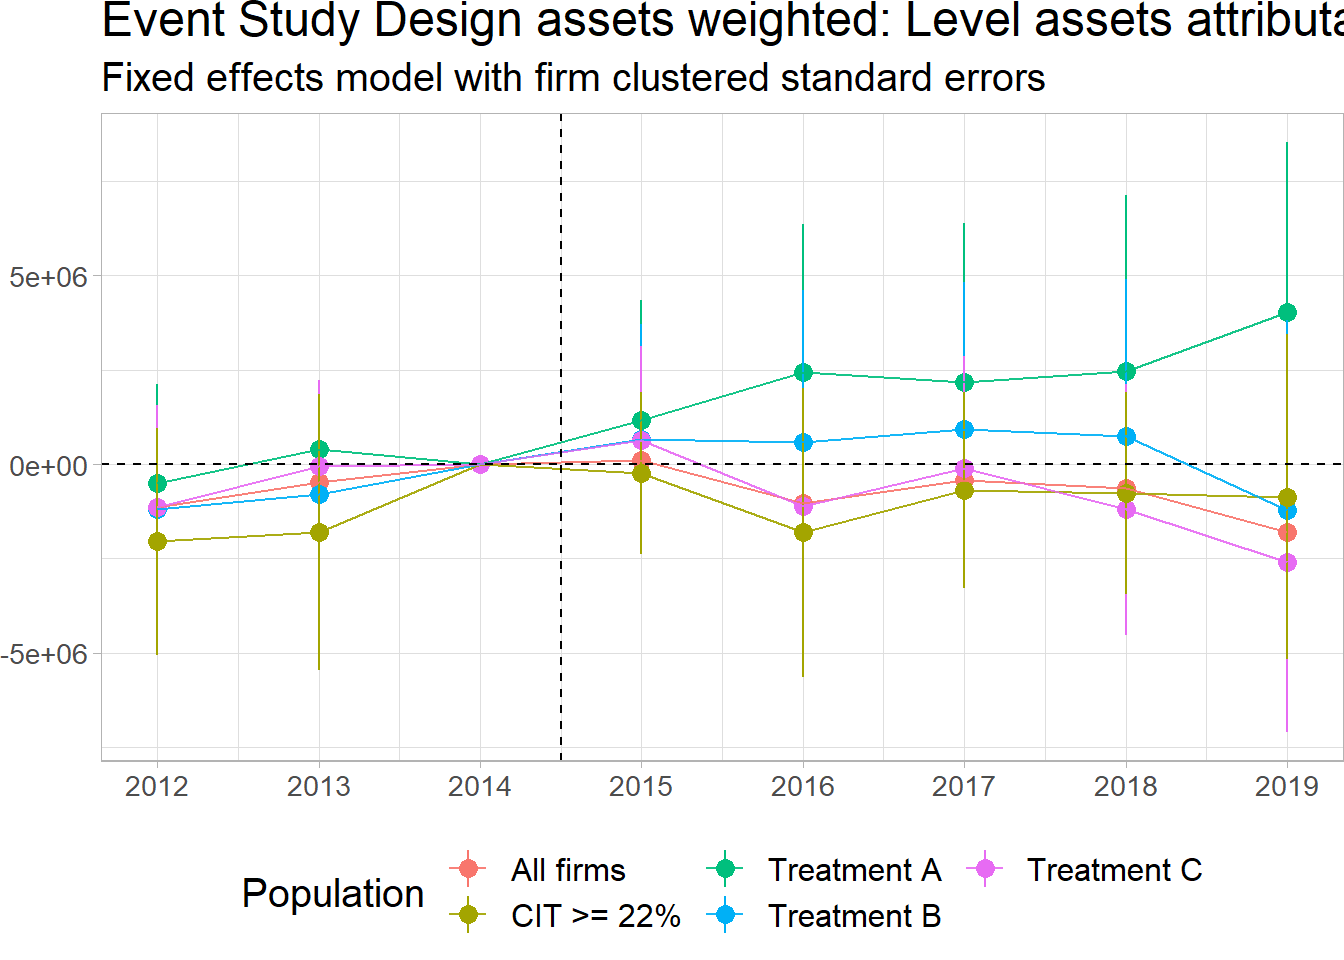 Event Study Design assets weighted: Level assets
Fixed effects model with firm clustered standard errors
5e+06
0e+00
-5e+06
2012 2013 2014 2015 2016 2017 2018 2019
Population
All firms Treatment A Treatment C
CIT >= 22% Treatment B